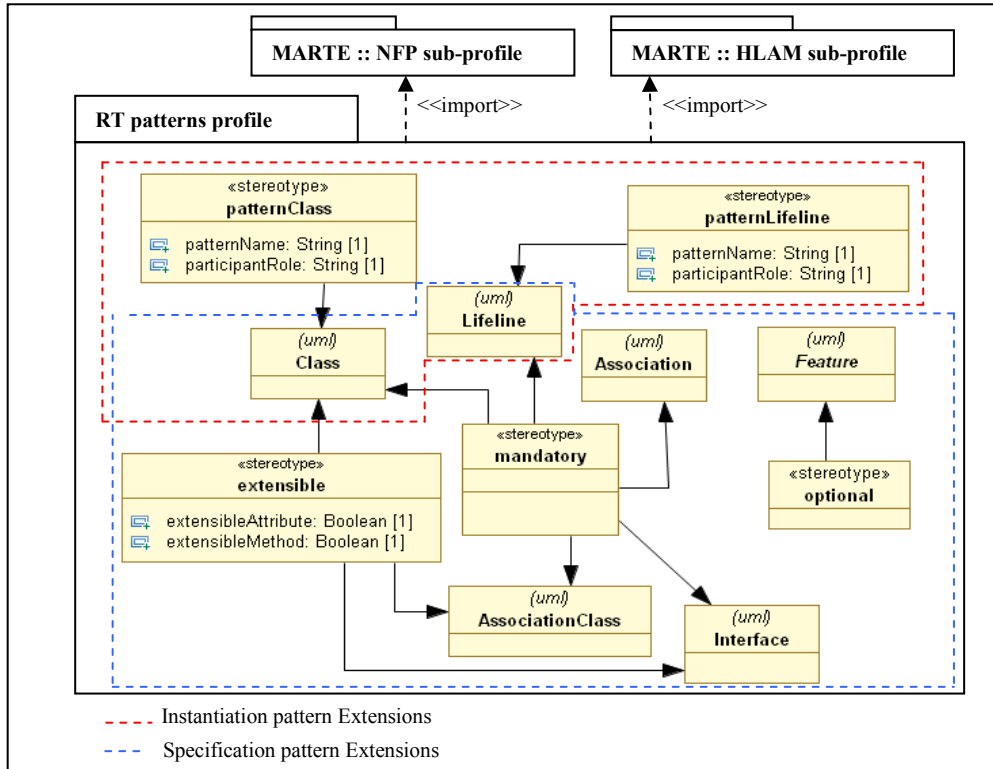 MARTE :: NFP sub-profile
MARTE :: HLAM sub-profile
<<import>>
<<import>>
RT patterns profile
«stereotype»
patternClass
patternName: String [1]
participantRole: String [1]
«stereotype»
patternLifeline
patternName: String [1]
participantRole: String [1]
(uml)
Lifeline
(uml)
Class
(uml)
Association
(uml)
Feature
«stereotype»
mandatory
«stereotype»
extensible
extensibleAttribute: Boolean [1]
extensibleMethod: Boolean [1]
«stereotype»
optional
(uml)
AssociationClass
(uml)
Interface
Instantiation pattern Extensions
Specification pattern Extensions